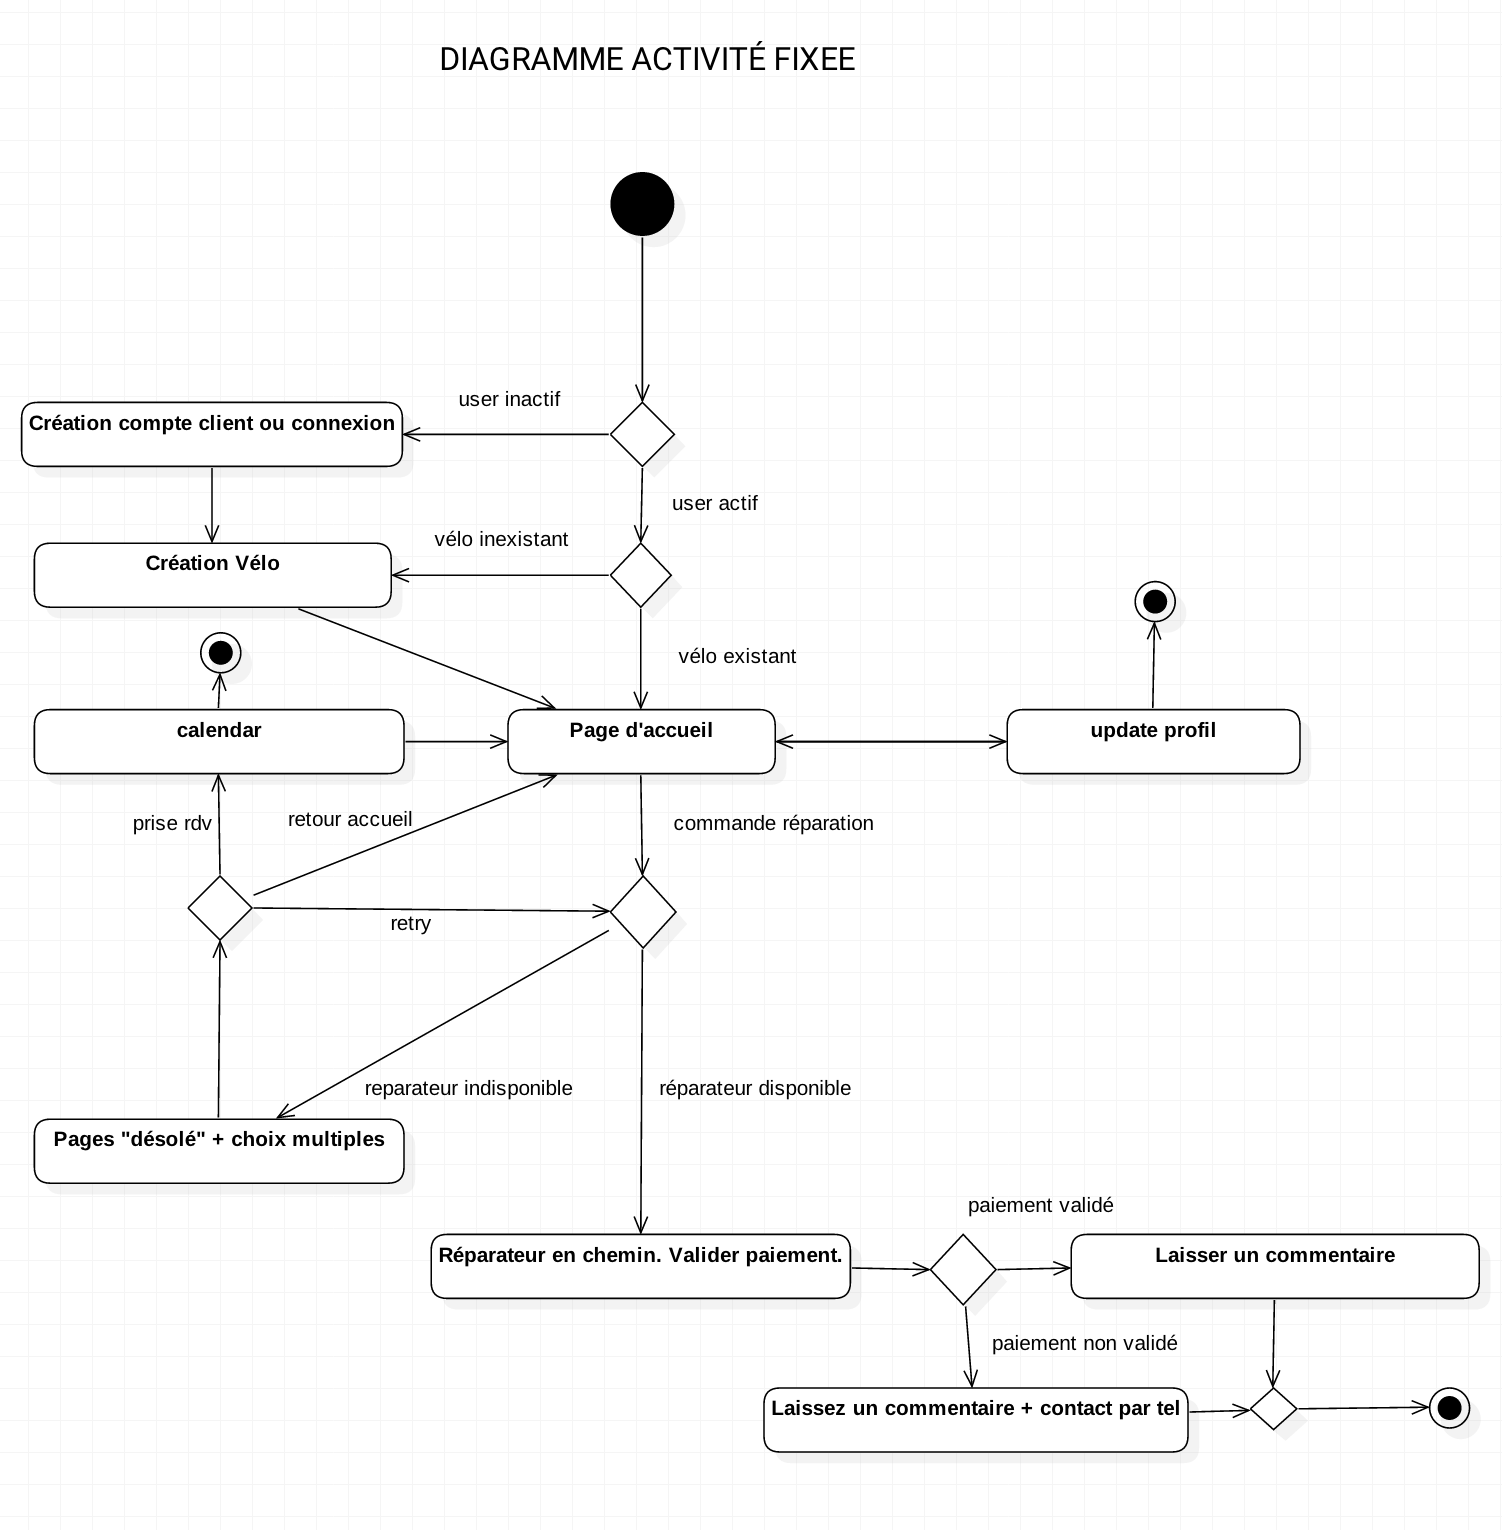 DIAGRAMME ACTIVITÉ FIXEE
user inactif
Création compte client ou connexion
user actif
vélo inexistant
Création Vélo
vélo existant
calendar
Page d'accueil
update profil
prise rdv
retour accueil
commande réparation
retry
reparateur indisponible
réparateur disponible
Pages "désolé" + choix multiples
paiement validé
Réparateur en chemin. Valider paiement.
Laisser un commentaire
paiement non validé
Laissez un commentaire + contact par tel